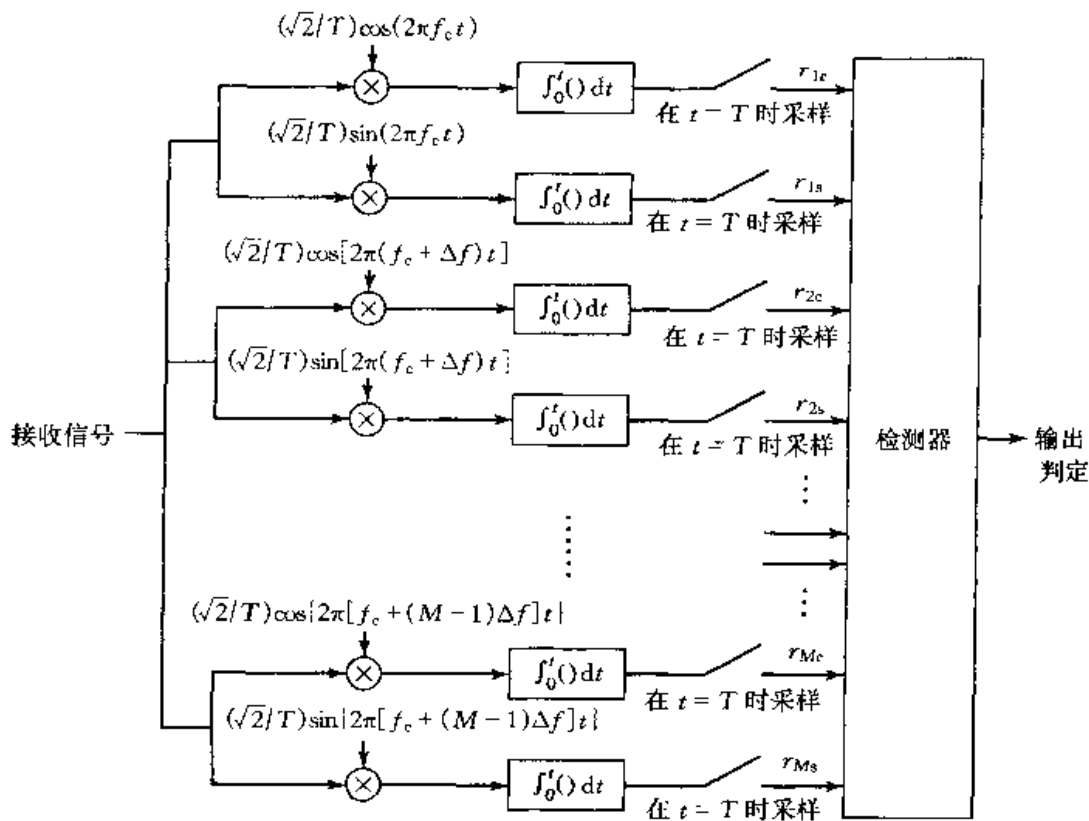 (√2/T)cos(2πf_c t)
∫₀ᵗ() dt
r₁c
在 t = T 时采样
(√2/T)sin(2πf_c t)
∫₀ᵗ() dt
r₁s
在 t = T 时采样
(√2/T)cos[2π(f_c + Δf)t]
∫₀ᵗ() dt
r₂c
在 t = T 时采样
(√2/T)sin[2π(f_c + Δf)t]
∫₀ᵗ() dt
r₂s
在 t = T 时采样
接收信号
检测器
输出
判定
(√2/T)cos{2π[f_c + (M − 1)Δf]t}
∫₀ᵗ() dt
r_Mc
在 t = T 时采样
(√2/T)sin{2π[f_c + (M − 1)Δf]t}
∫₀ᵗ() dt
r_Ms
在 t = T 时采样